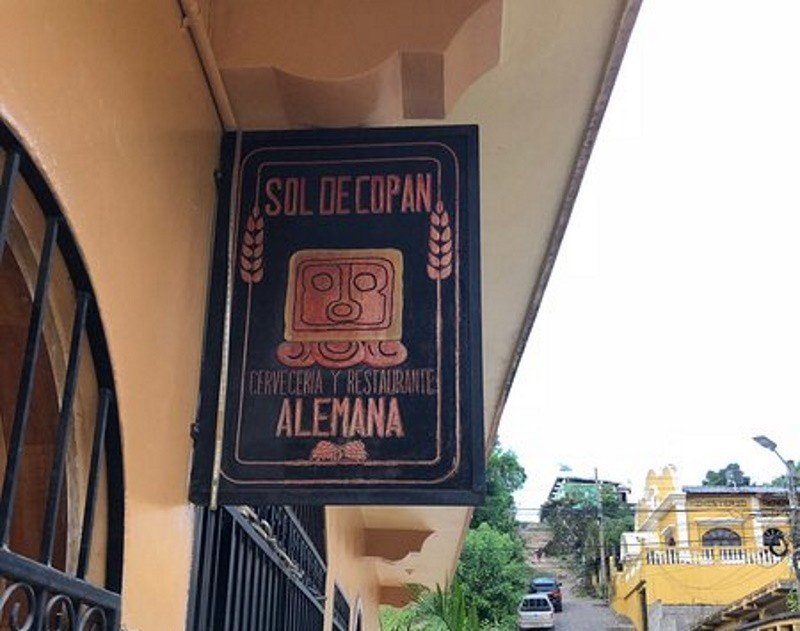 SOL DE COPAN
CERVECERIA Y RESTAURANTE
ALEMANA